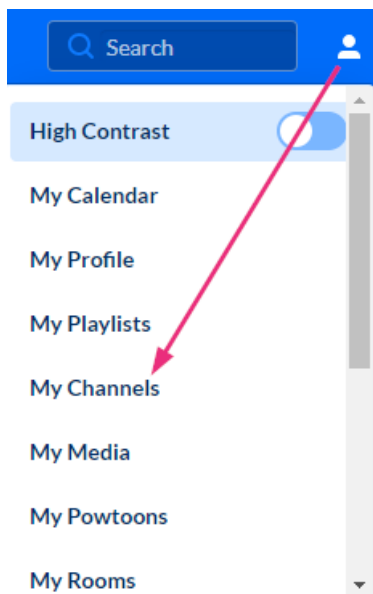 Search
High Contrast
My Calendar
My Profile
My Playlists
My Channels
My Media
My Powtoons
My Rooms